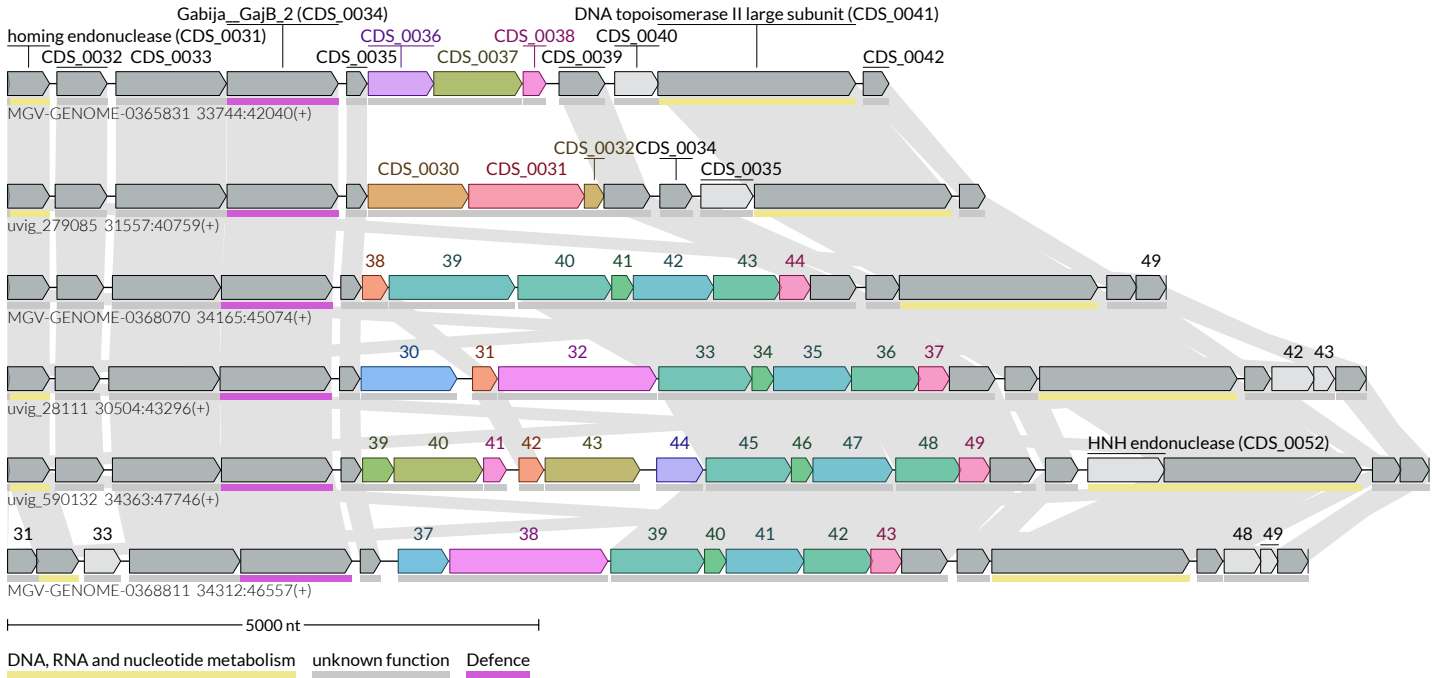 Gabija__GajB_2 (CDS_0034) DNA topoisomerase II large subunit (CDS_0041)
homing endonuclease (CDS_0031) CDS_0036 CDS_0038 CDS_0040
CDS_0032 CDS_0033 CDS_0035 CDS_0037 CDS_0039 CDS_0042
MGV-GENOME-0365831 33744:42040(+)
CDS_0032 CDS_0034
CDS_0030 CDS_0031 CDS_0035
uvig_279085 31557:40759(+)
38 39 40 41 42 43 44 49
MGV-GENOME-0368070 34165:45074(+)
30 31 32 33 34 35 36 37 42 43
uvig_28111 30504:43296(+)
39 40 41 42 43 44 45 46 47 48 49 HNH endonuclease (CDS_0052)
uvig_590132 34363:47746(+)
31 33 37 38 39 40 41 42 43 48 49
MGV-GENOME-0368811 34312:46557(+)
5000 nt
DNA, RNA and nucleotide metabolism unknown function Defence